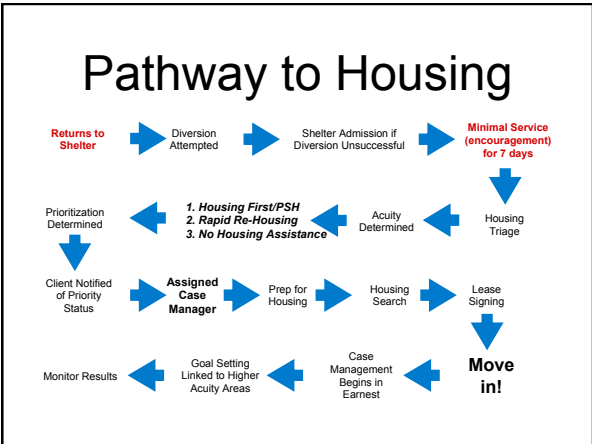 Pathway to Housing
Returns to
Shelter
Diversion
Attempted
Shelter Admission if
Diversion Unsuccessful
Minimal Service
(encouragement)
for 7 days
Housing
Triage
Acuity
Determined
1. Housing First/PSH
2. Rapid Re-Housing
3. No Housing Assistance
Prioritization
Determined
Client Notified
of Priority
Status
Assigned
Case
Manager
Prep for
Housing
Housing
Search
Lease
Signing
Move
in!
Case
Management
Begins in
Earnest
Goal Setting
Linked to Higher
Acuity Areas
Monitor Results